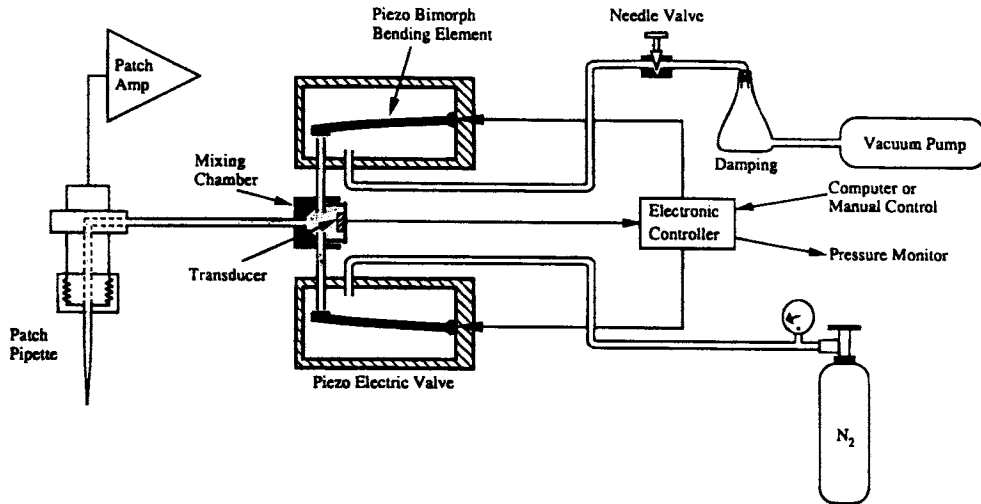 Piezo Bimorph
Bending Element
Needle Valve
Patch
Amp
Mixing
Chamber
Damping
Vacuum Pump
Computer or
Manual Control
Electronic
Controller
Transducer
Pressure Monitor
Patch
Pipette
Piezo Electric Valve
N₂